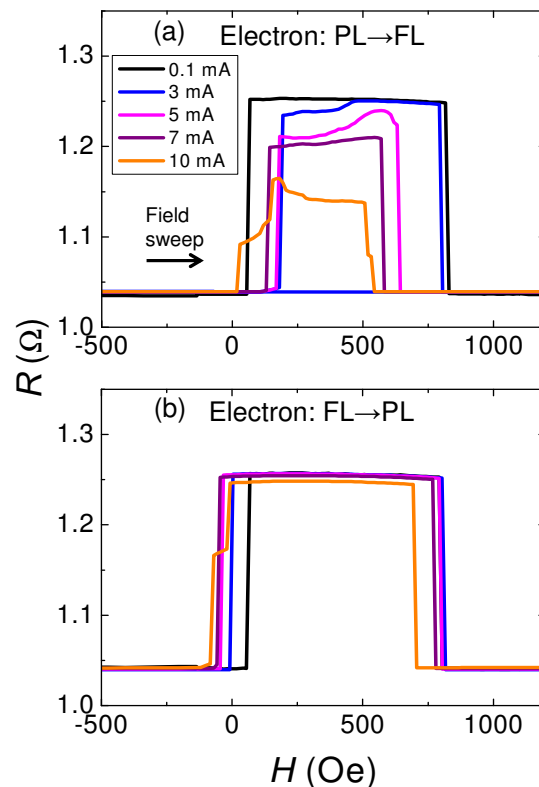 (a) Electron: PL→FL
0.1 mA
3 mA
5 mA
7 mA
10 mA
Field
sweep
1.3
1.2
1.1
1.0
-500 0 500 1000
R (Ω)
(b) Electron: FL→PL
1.3
1.2
1.1
1.0
-500 0 500 1000
H (Oe)